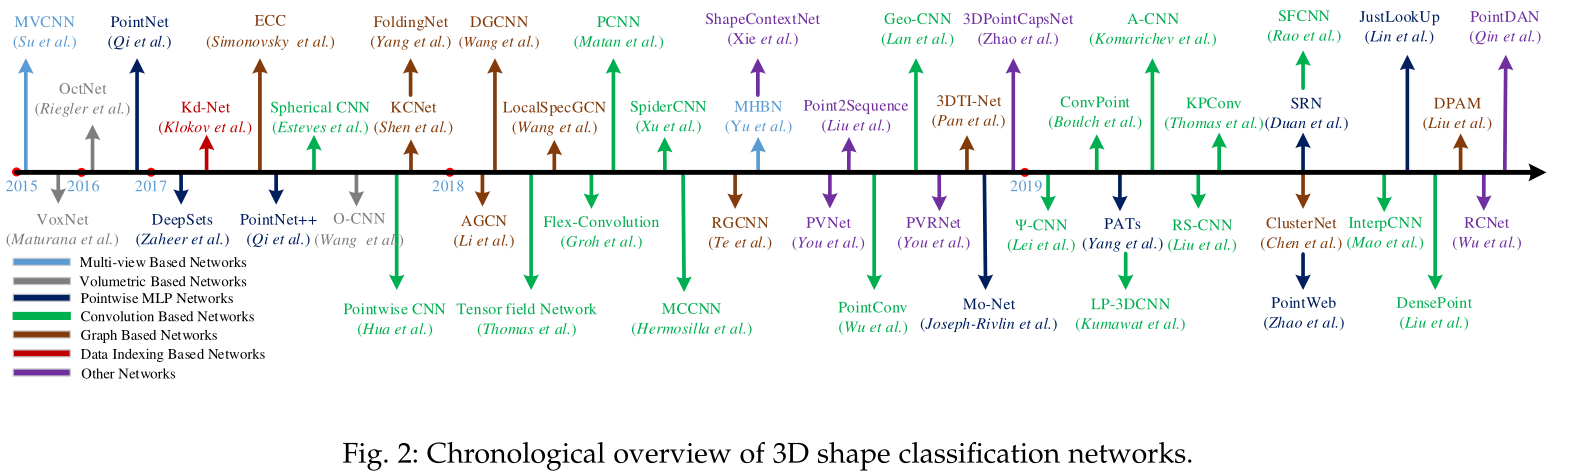 MVCNN
(Su et al.)
PointNet
(Qi et al.)
ECC
(Simonovsky et al.)
FoldingNet
(Yang et al.)
DGCNN
(Wang et al.)
PCNN
(Matan et al.)
ShapeContextNet
(Xie et al.)
Geo-CNN
(Lan et al.)
3DPointCapsNet
(Zhao et al.)
A-CNN
(Komarichev et al.)
SFCNN
(Rao et al.)
JustLookUp
(Lin et al.)
PointDAN
(Qin et al.)
OctNet
(Riegler et al.)
Kd-Net
(Klokov et al.)
Spherical CNN
(Esteves et al.)
KCNet
(Shen et al.)
LocalSpecGCN
(Wang et al.)
SpiderCNN
(Xu et al.)
MHBN
(Yu et al.)
Point2Sequence
(Liu et al.)
3DTI-Net
(Pan et al.)
ConvPoint
(Boulch et al.)
KPConv
(Thomas et al.)
SRN
(Duan et al.)
DPAM
(Liu et al.)
2015
2016
2017
2018
2019
VoxNet
(Maturana et al.)
DeepSets
(Zaheer et al.)
PointNet++
(Qi et al.)
O-CNN
(Wang et al)
AGCN
(Li et al.)
Flex-Convolution
(Groh et al.)
RGCNN
(Te et al.)
PVNet
(You et al.)
PVRNet
(You et al.)
Ψ-CNN
(Lei et al.)
PATs
(Yang et al.)
RS-CNN
(Liu et al.)
ClusterNet
(Chen et al.)
InterpCNN
(Mao et al.)
RCNet
(Wu et al.)
Pointwise CNN
(Hua et al.)
Tensor field Network
(Thomas et al.)
MCCNN
(Hermosilla et al.)
PointConv
(Wu et al.)
Mo-Net
(Joseph-Rivlin et al.)
LP-3DCNN
(Kumawat et al.)
PointWeb
(Zhao et al.)
DensePoint
(Liu et al.)
Multi-view Based Networks
Volumetric Based Networks
Pointwise MLP Networks
Convolution Based Networks
Graph Based Networks
Data Indexing Based Networks
Other Networks
Fig. 2: Chronological overview of 3D shape classification networks.